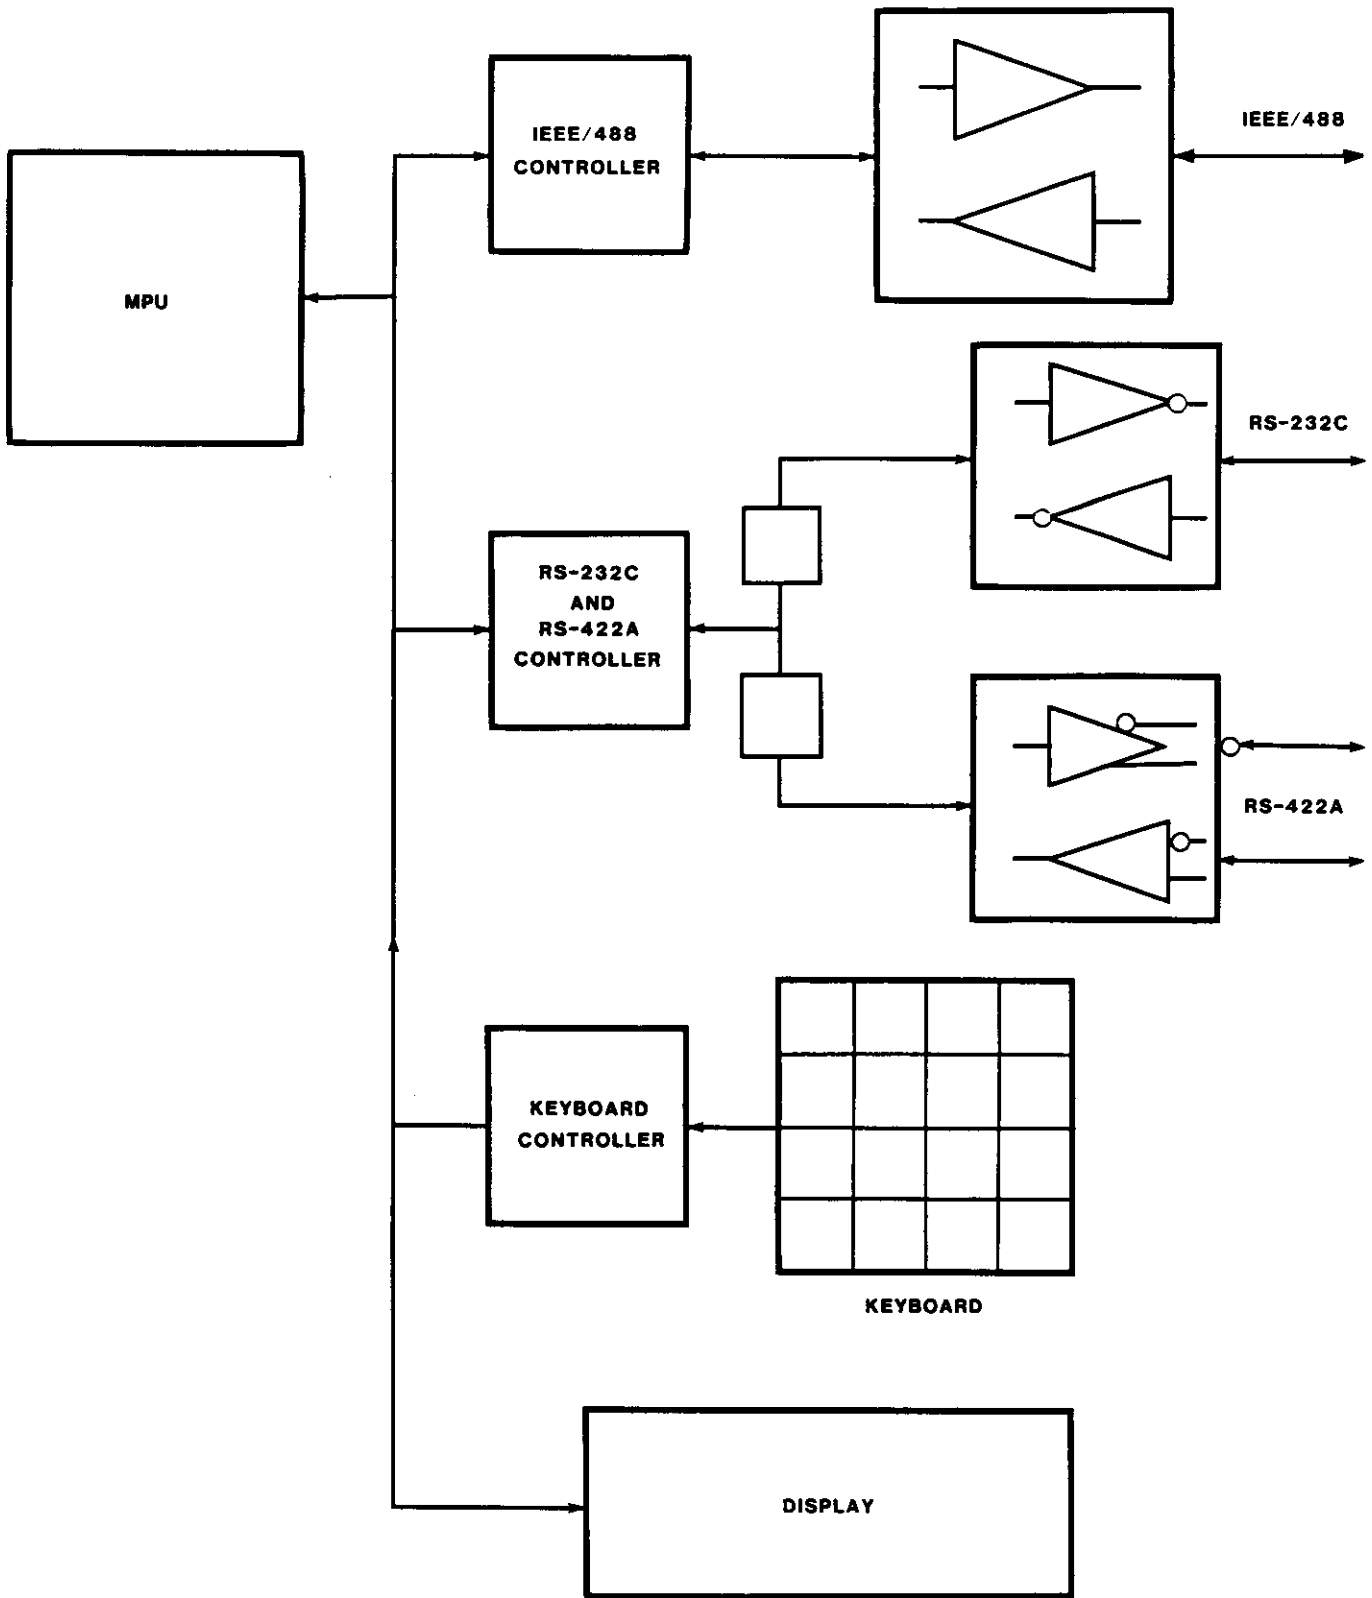 IEEE/488
CONTROLLER
IEEE/488
MPU
RS-232C
RS-232C
AND
RS-422A
CONTROLLER
RS-422A
KEYBOARD
CONTROLLER
KEYBOARD
DISPLAY